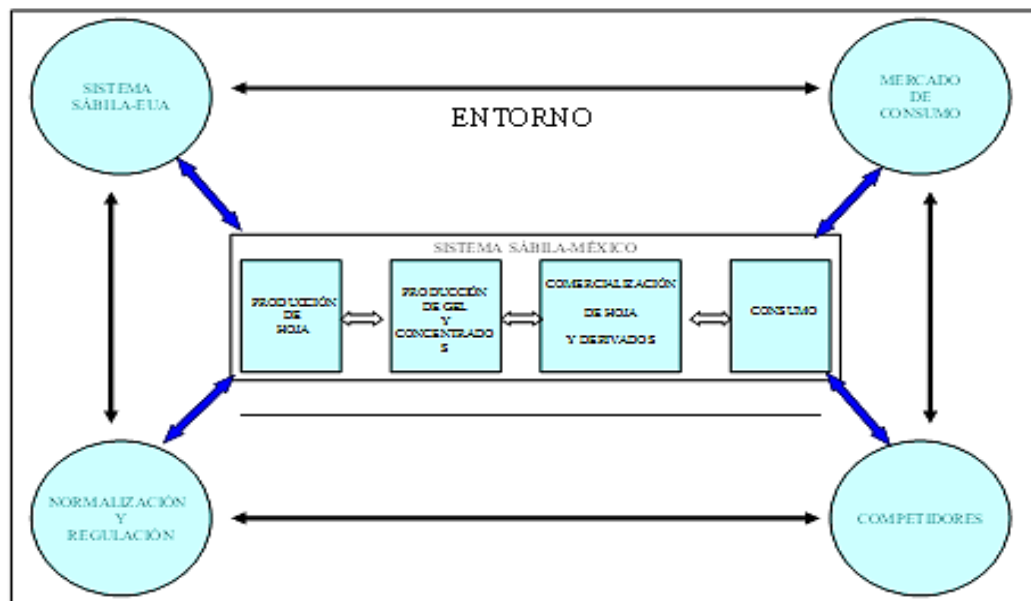 SISTEMA
SÁBILA-EUA
MERCADO
DE
CONSUMO
ENTORNO
SISTEMA SÁBILA-MÉXICO
PRODUCCIÓN
DE
HOJA
PRODUCCIÓN
DE GEL
Y
CONCENTRADO
S
COMERCIALIZACIÓN
DE HOJA
Y DERIVADOS
CONSUMO
NORMALIZACIÓN
Y
REGULACIÓN
COMPETIDORES